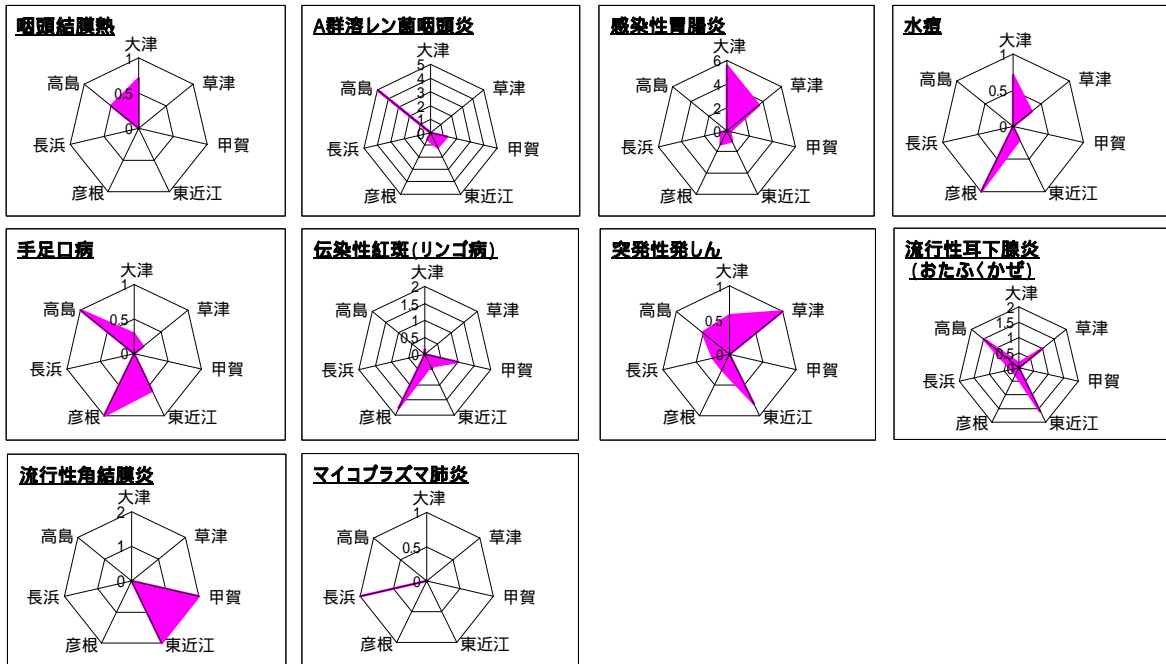 咽頭結膜熱
大津
1
高島
草津
0.5
0
長浜
甲賀
彦根
東近江
A群溶レン菌咽頭炎
大津
5
4
高島
草津
3
2
1
0
長浜
甲賀
彦根
東近江
感染性胃腸炎
大津
6
高島
草津
4
2
0
長浜
甲賀
彦根
東近江
水痘
大津
1
高島
草津
0.5
0
長浜
甲賀
彦根
東近江
手足口病
大津
1
高島
草津
0.5
0
長浜
甲賀
彦根
東近江
伝染性紅斑(リンゴ病)
大津
2
1.5
高島
草津
1
0.5
0
長浜
甲賀
彦根
東近江
突発性発しん
大津
1
高島
草津
0.5
0
長浜
甲賀
彦根
東近江
流行性耳下腺炎
(おたふくかぜ)
大津
2
1.5
高島
草津
1
0.5
0
長浜
甲賀
彦根
東近江
流行性角結膜炎
大津
2
高島
草津
1
0
長浜
甲賀
彦根
東近江
マイコプラズマ肺炎
大津
1
高島
草津
0.5
0
長浜
甲賀
彦根
東近江